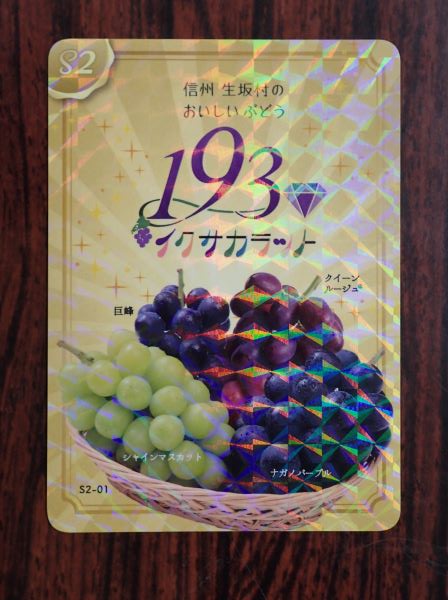 S2
信州 生坂村の
おいしい ぶどう
193
イクサカラット
クイーン
ルージュ®
巨峰
シャインマスカット
ナガノパープル
S2-01